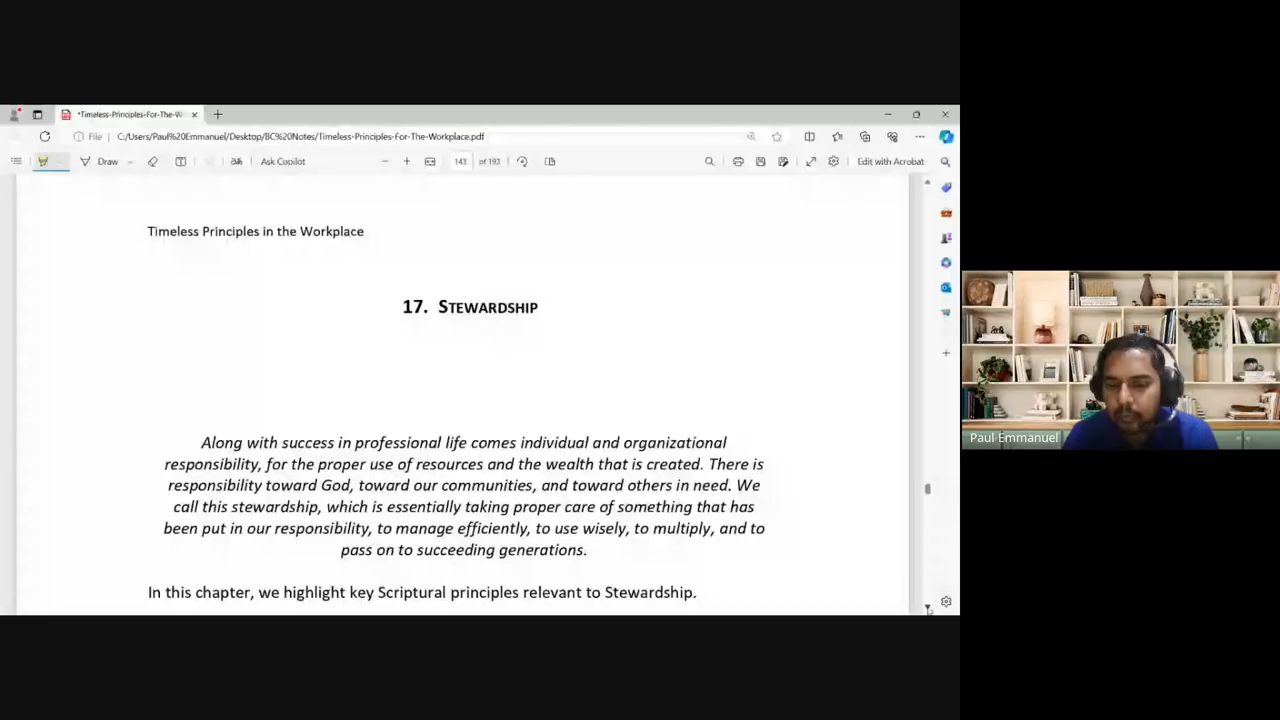 *Timeless-Principles-For-The-W
File
C:/Users/Paul%20Emmanuel/Desktop/BC%20Notes/Timeless-Principles-For-The-Workplace.pdf
Draw
Ask Copilot
143 of 193
Edit with Acrobat
Timeless Principles in the Workplace
17. STEWARDSHIP
Along with success in professional life comes individual and organizational
responsibility, for the proper use of resources and the wealth that is created. There is
responsibility toward God, toward our communities, and toward others in need. We
call this stewardship, which is essentially taking proper care of something that has
been put in our responsibility, to manage efficiently, to use wisely, to multiply, and to
pass on to succeeding generations.
In this chapter, we highlight key Scriptural principles relevant to Stewardship.
Paul Emmanuel